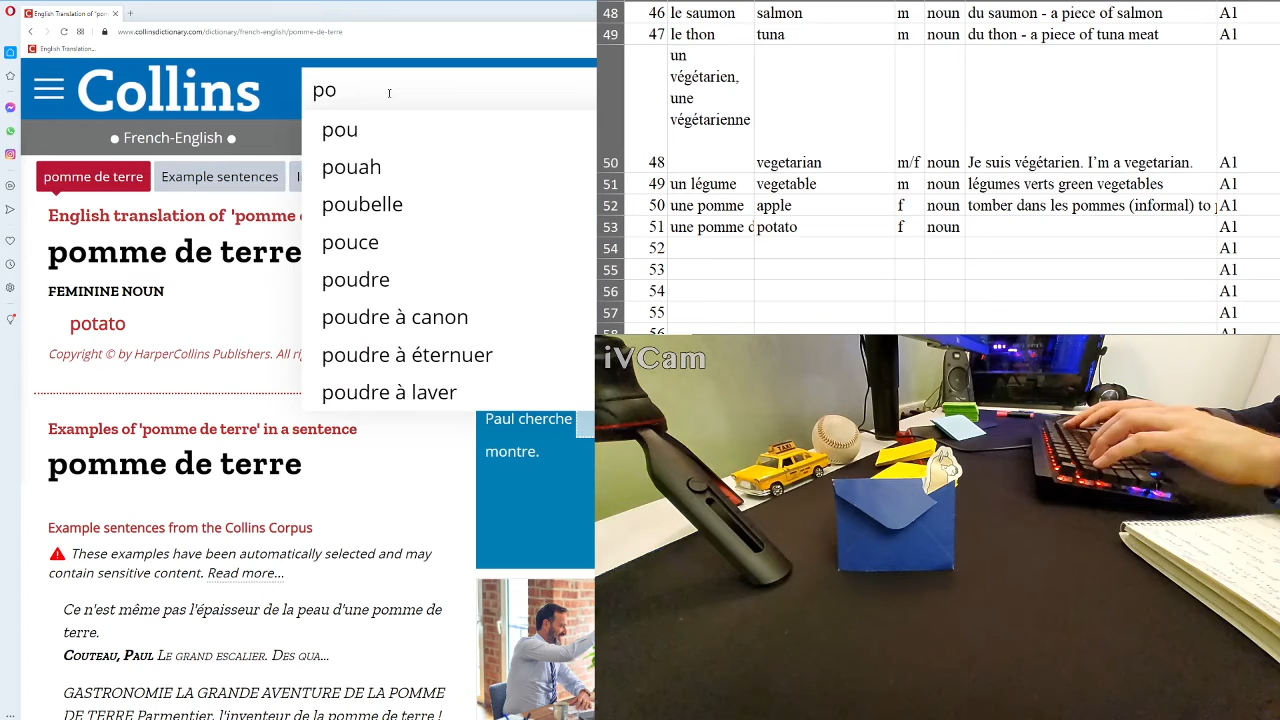 English Translation of 'pom
www.collinsdictionary.com/dictionary/french-english/pomme-de-terre
English Translation...
Collins
po
French-English
pou
pouah
poubelle
pouce
poudre
poudre à canon
poudre à éternuer
poudre à laver
pomme de terre
Example sentences
English translation of 'pomme
pomme de terre
FEMININE NOUN
potato
Copyright © by HarperCollins Publishers. All
Examples of 'pomme de terre' in a sentence
pomme de terre
Example sentences from the Collins Corpus
These examples have been automatically selected and may
contain sensitive content. Read more...
Ce n'est même pas l'épaisseur de la peau d'une pomme de
terre.
Couteau, Paul LE GRAND ESCALIER. DES QUA...
GASTRONOMIE LA GRANDE AVENTURE DE LA POMME
DE TERRE Parmentier, l'inventeur de la pomme de terre !
Paul cherche
montre.
48 46 le saumon salmon m noun du saumon - a piece of salmon A1
49 47 le thon tuna m noun du thon - a piece of tuna meat A1
un
végétarien,
une
végétarienne
50 48 vegetarian m/f noun Je suis végétarien. I'm a vegetarian. A1
51 49 un légume vegetable m noun légumes verts green vegetables A1
52 50 une pomme apple f noun tomber dans les pommes (informal) to A1
53 51 une pomme d potato f noun A1
54 52 A1
55 53 A1
56 54 A1
57 55 A1
58 56 A1
iVCam
TAXI